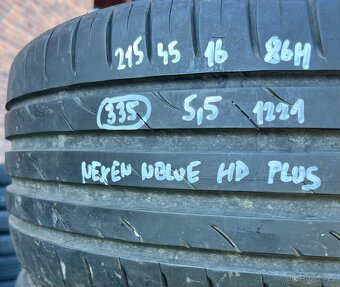 215 45 16 86H
335 5,5 1221
NEXEN NBLUE HD PLUS